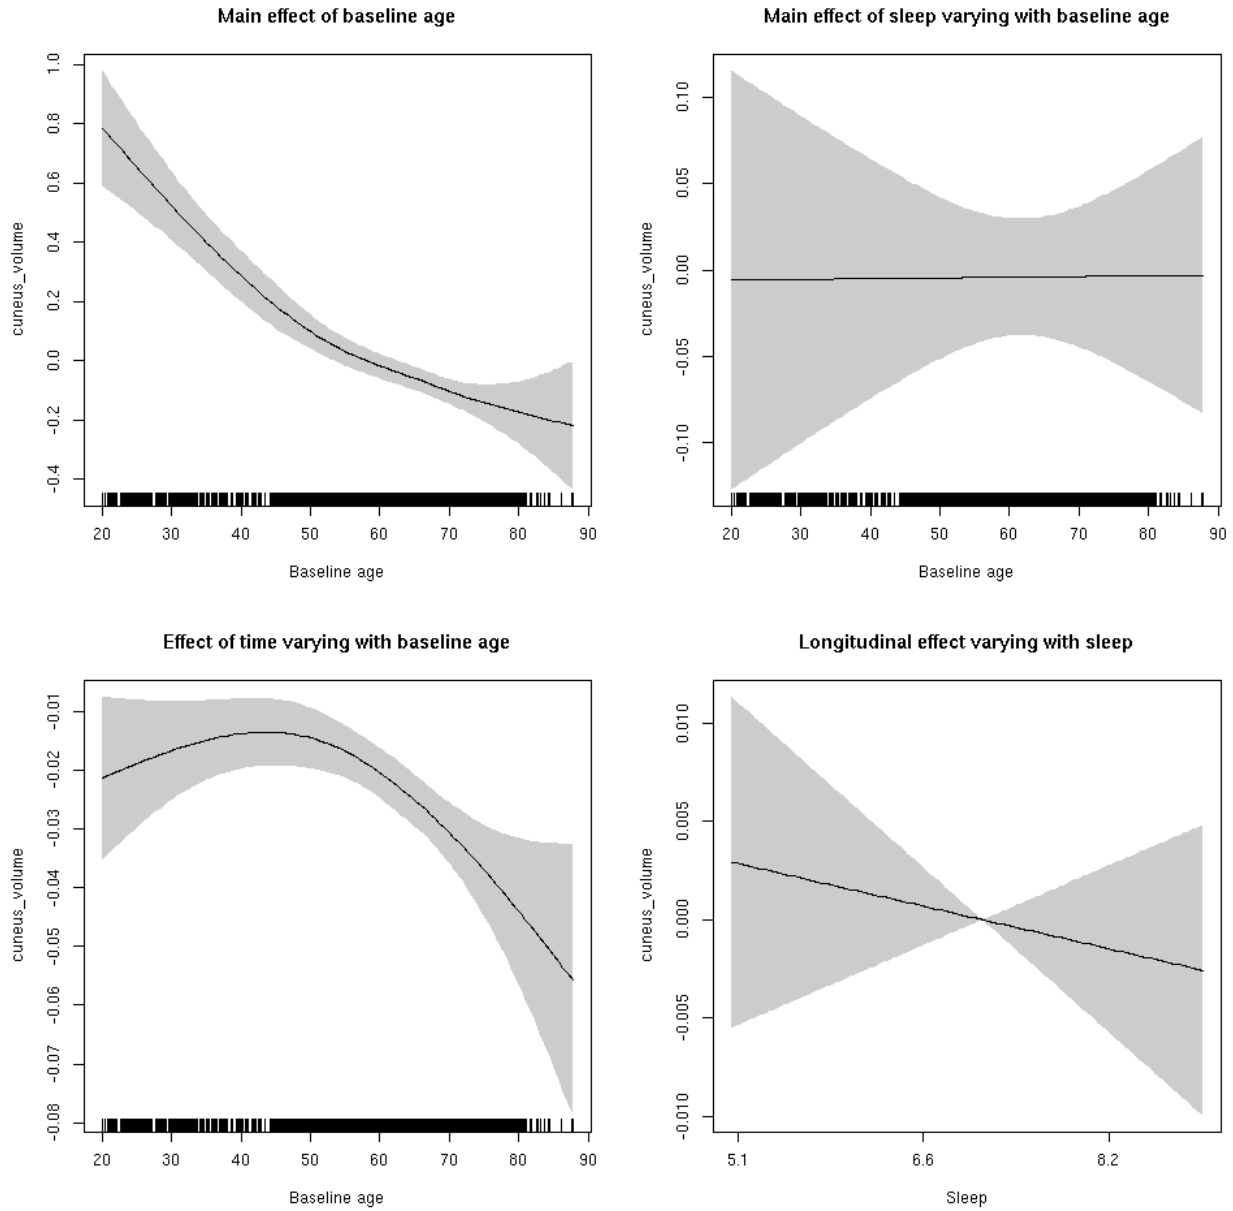 Main effect of baseline age
1.0
0.8
0.6
0.4
0.2
0.0
-0.2
-0.4
cuneus_volume
20 30 40 50 60 70 80 90
Baseline age
Main effect of sleep varying with baseline age
0.10
0.05
0.00
-0.05
-0.10
cuneus_volume
20 30 40 50 60 70 80 90
Baseline age
Effect of time varying with baseline age
-0.01
-0.02
-0.03
-0.04
-0.05
-0.06
-0.07
-0.08
cuneus_volume
20 30 40 50 60 70 80 90
Baseline age
Longitudinal effect varying with sleep
0.010
0.005
0.000
-0.005
-0.010
cuneus_volume
5.1 6.6 8.2
Sleep